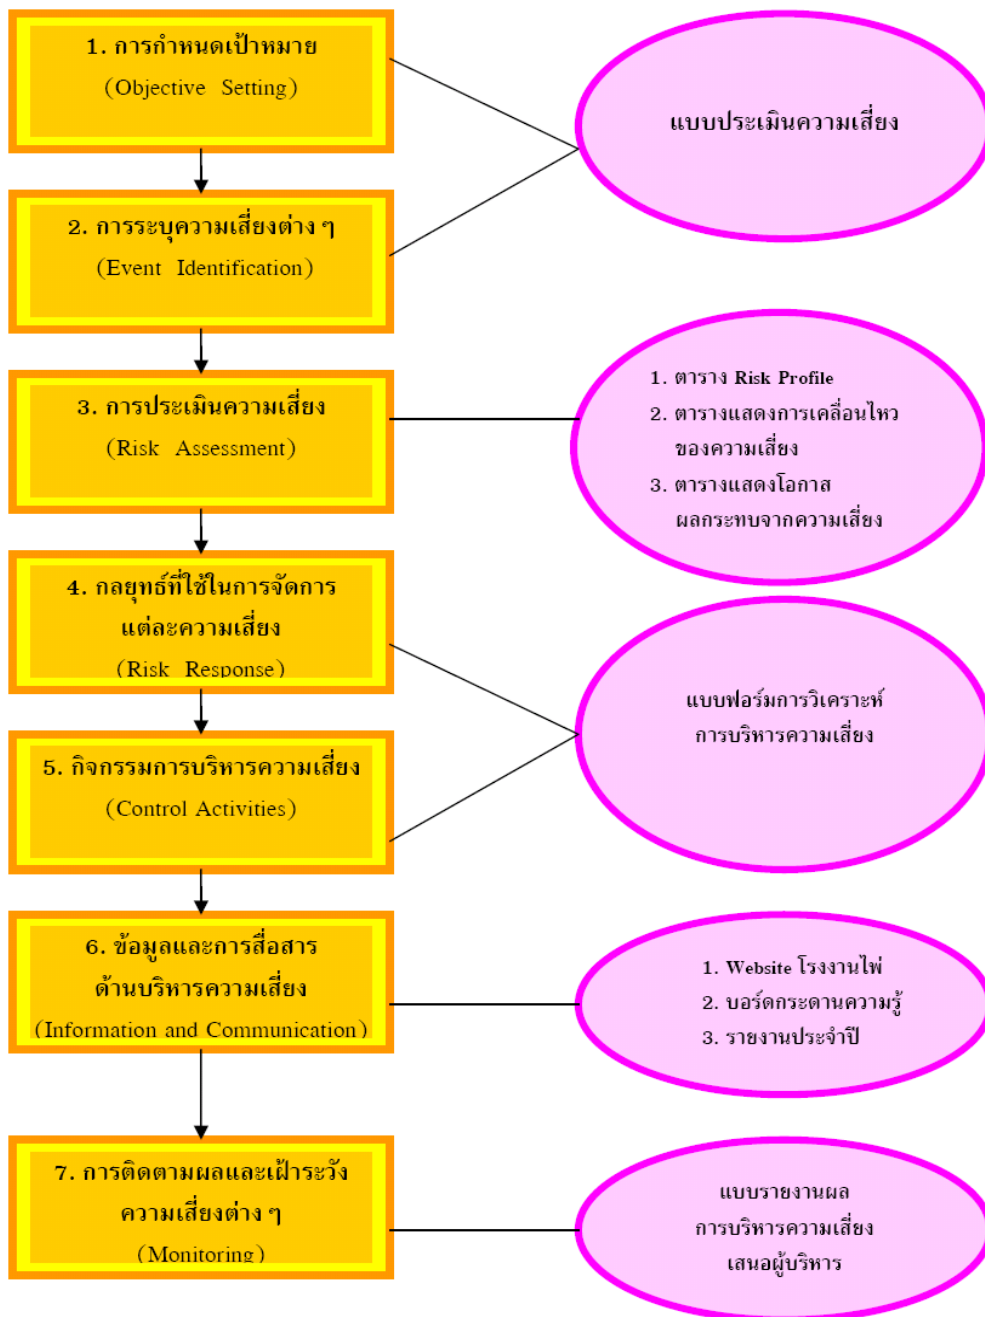 1. การกำหนดเป้าหมาย
(Objective Setting)
แบบประเมินความเสี่ยง
2. การระบุความเสี่ยงต่าง ๆ
(Event Identification)
3. การประเมินความเสี่ยง
(Risk Assessment)
1. ตาราง Risk Profile
2. ตารางแสดงการเคลื่อนไหว
ของความเสี่ยง
3. ตารางแสดงโอกาส
ผลกระทบจากความเสี่ยง
4. กลยุทธ์ที่ใช้ในการจัดการ
แต่ละความเสี่ยง
(Risk Response)
แบบฟอร์มการวิเคราะห์
การบริหารความเสี่ยง
5. กิจกรรมการบริหารความเสี่ยง
(Control Activities)
6. ข้อมูลและการสื่อสาร
ด้านบริหารความเสี่ยง
(Information and Communication)
1. Website โรงงานไพ่
2. บอร์ดกระดานความรู้
3. รายงานประจำปี
7. การติดตามผลและเฝ้าระวัง
ความเสี่ยงต่าง ๆ
(Monitoring)
แบบรายงานผล
การบริหารความเสี่ยง
เสนอผู้บริหาร